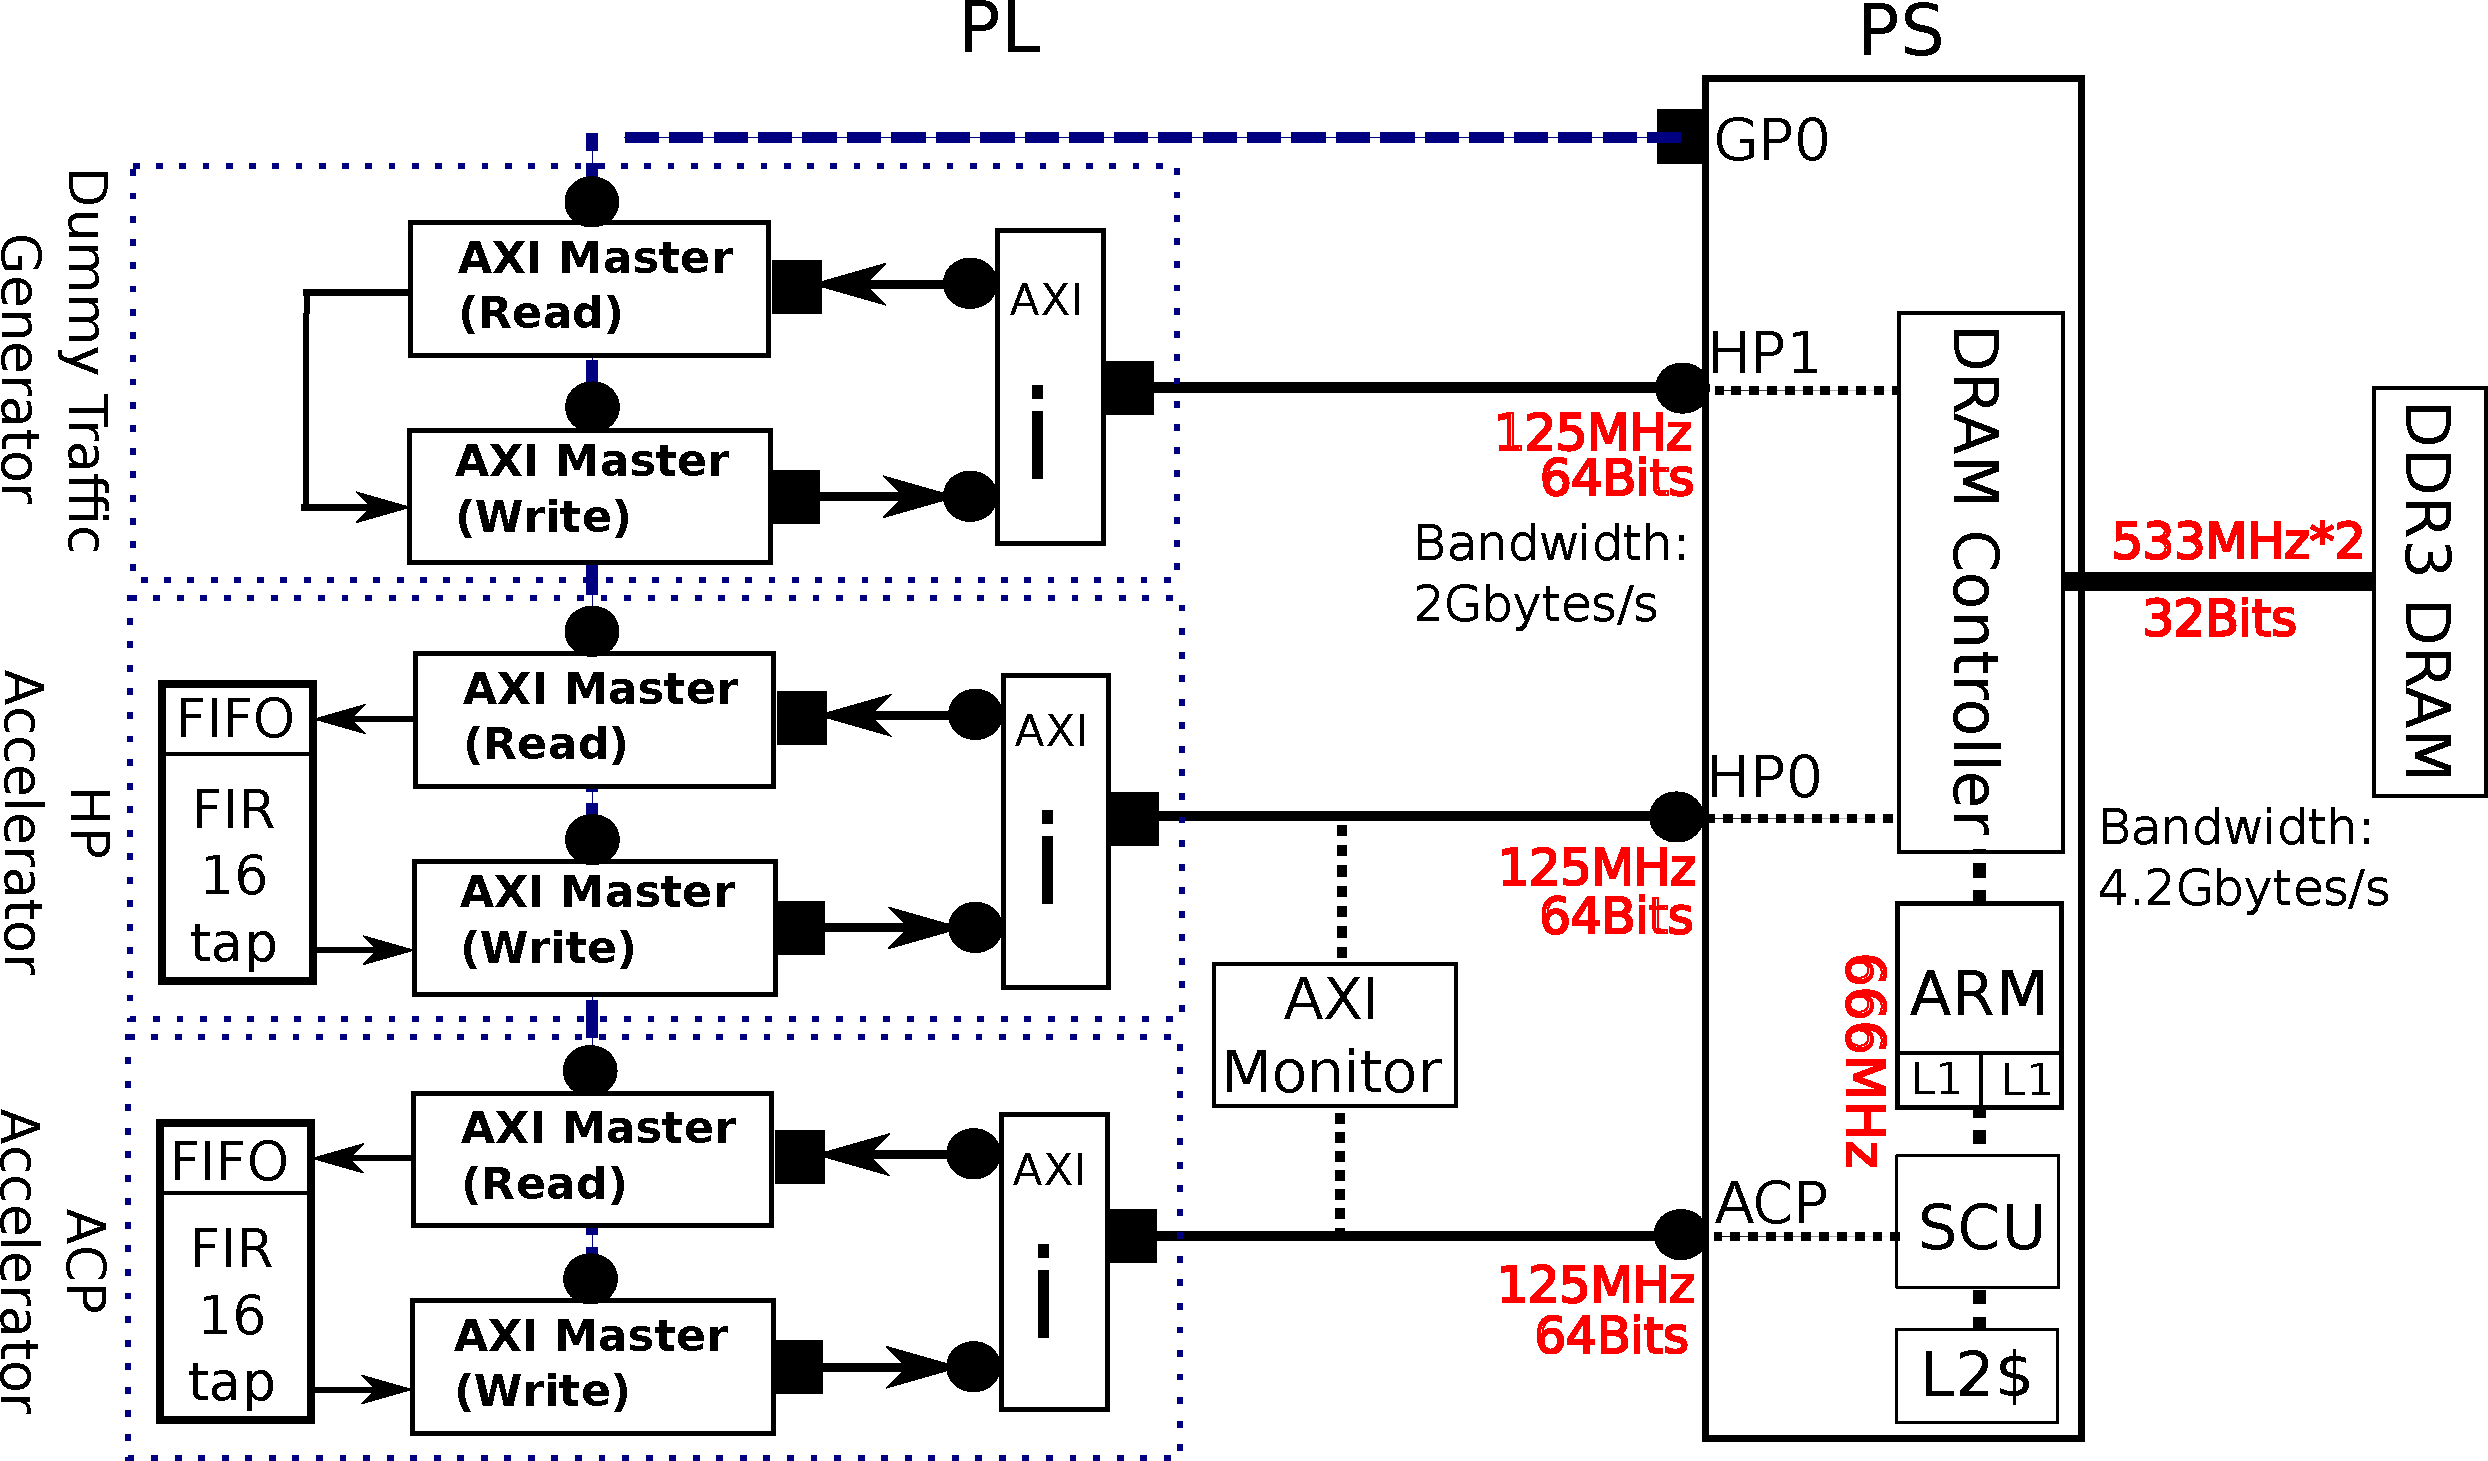 PL
PS
GP0
Dummy Traffic
Generator
AXI Master
(Read)
AXI
i
AXI Master
(Write)
HP1
125MHz
64Bits
Bandwidth:
2Gbytes/s
DRAM Controller
533MHz*2
32Bits
DDR3 DRAM
Bandwidth:
4.2Gbytes/s
HP
Accelerator
FIFO
FIR
16
tap
AXI Master
(Read)
AXI
i
AXI Master
(Write)
HP0
125MHz
64Bits
AXI
Monitor
666MHz
ARM
L1
L1
ACP
Accelerator
FIFO
FIR
16
tap
AXI Master
(Read)
AXI
i
AXI Master
(Write)
ACP
125MHz
64Bits
SCU
L2$